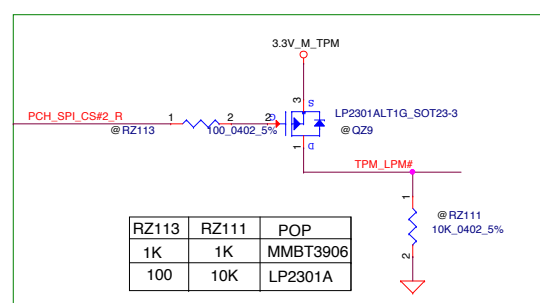 3.3V_M_TPM
3
S
PCH_SPI_CS#2_R
1
2
2
G
LP2301ALT1G_SOT23-3
@RZ113
100_0402_5%
@QZ9
1
D
TPM_LPM#
1
@RZ111
10K_0402_5%
2
RZ113 RZ111 POP
1K 1K MMBT3906
100 10K LP2301A